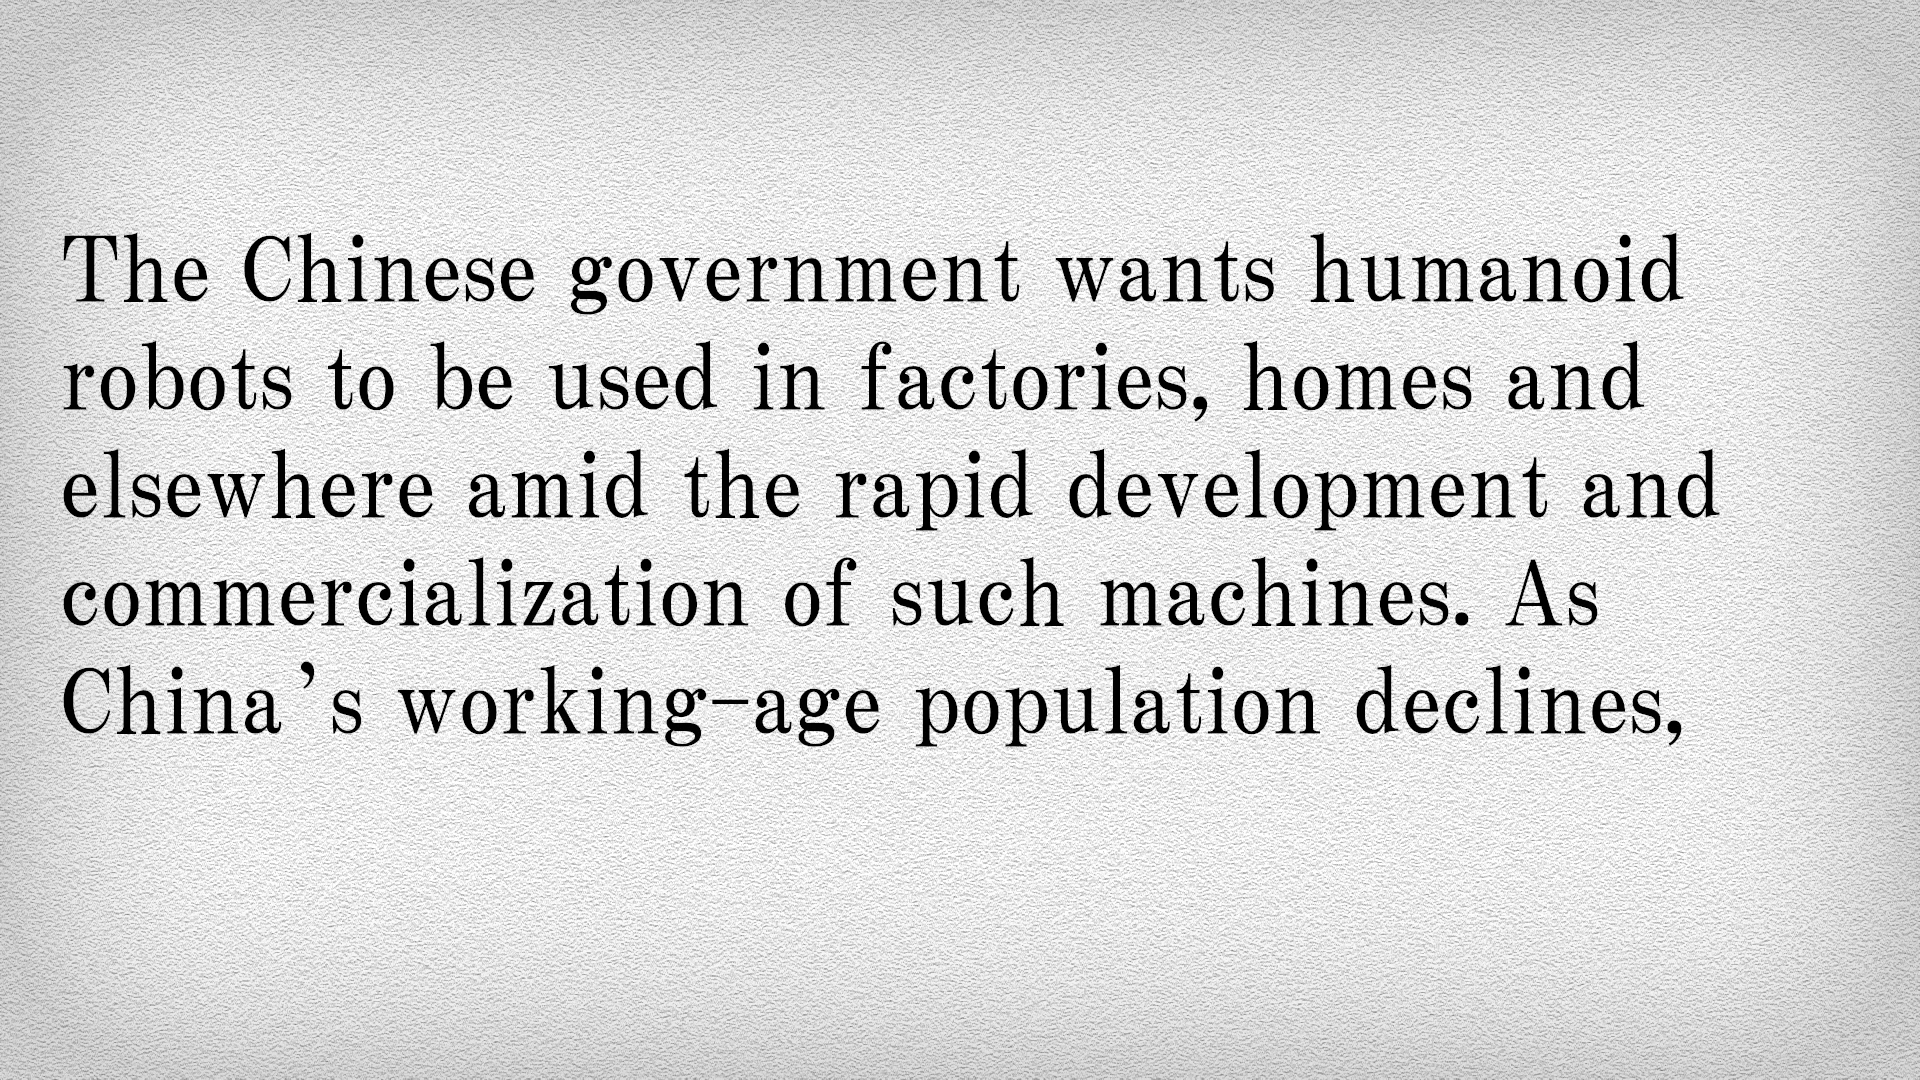 The Chinese government wants humanoid
robots to be used in factories, homes and
elsewhere amid the rapid development and
commercialization of such machines. As
China’s working-age population declines,